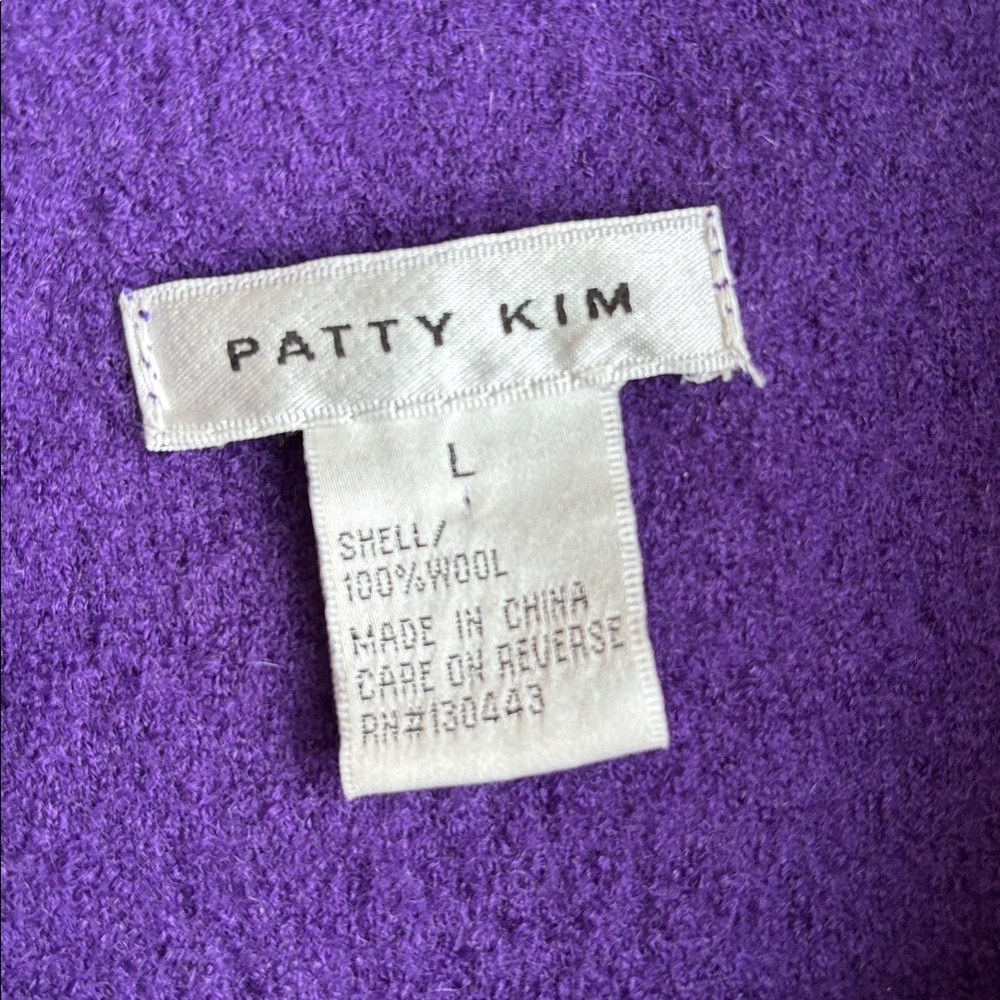 PATTY KIM
L
SHELL/
100%WOOL
MADE IN CHINA
CARE ON REVERSE
RN#130443